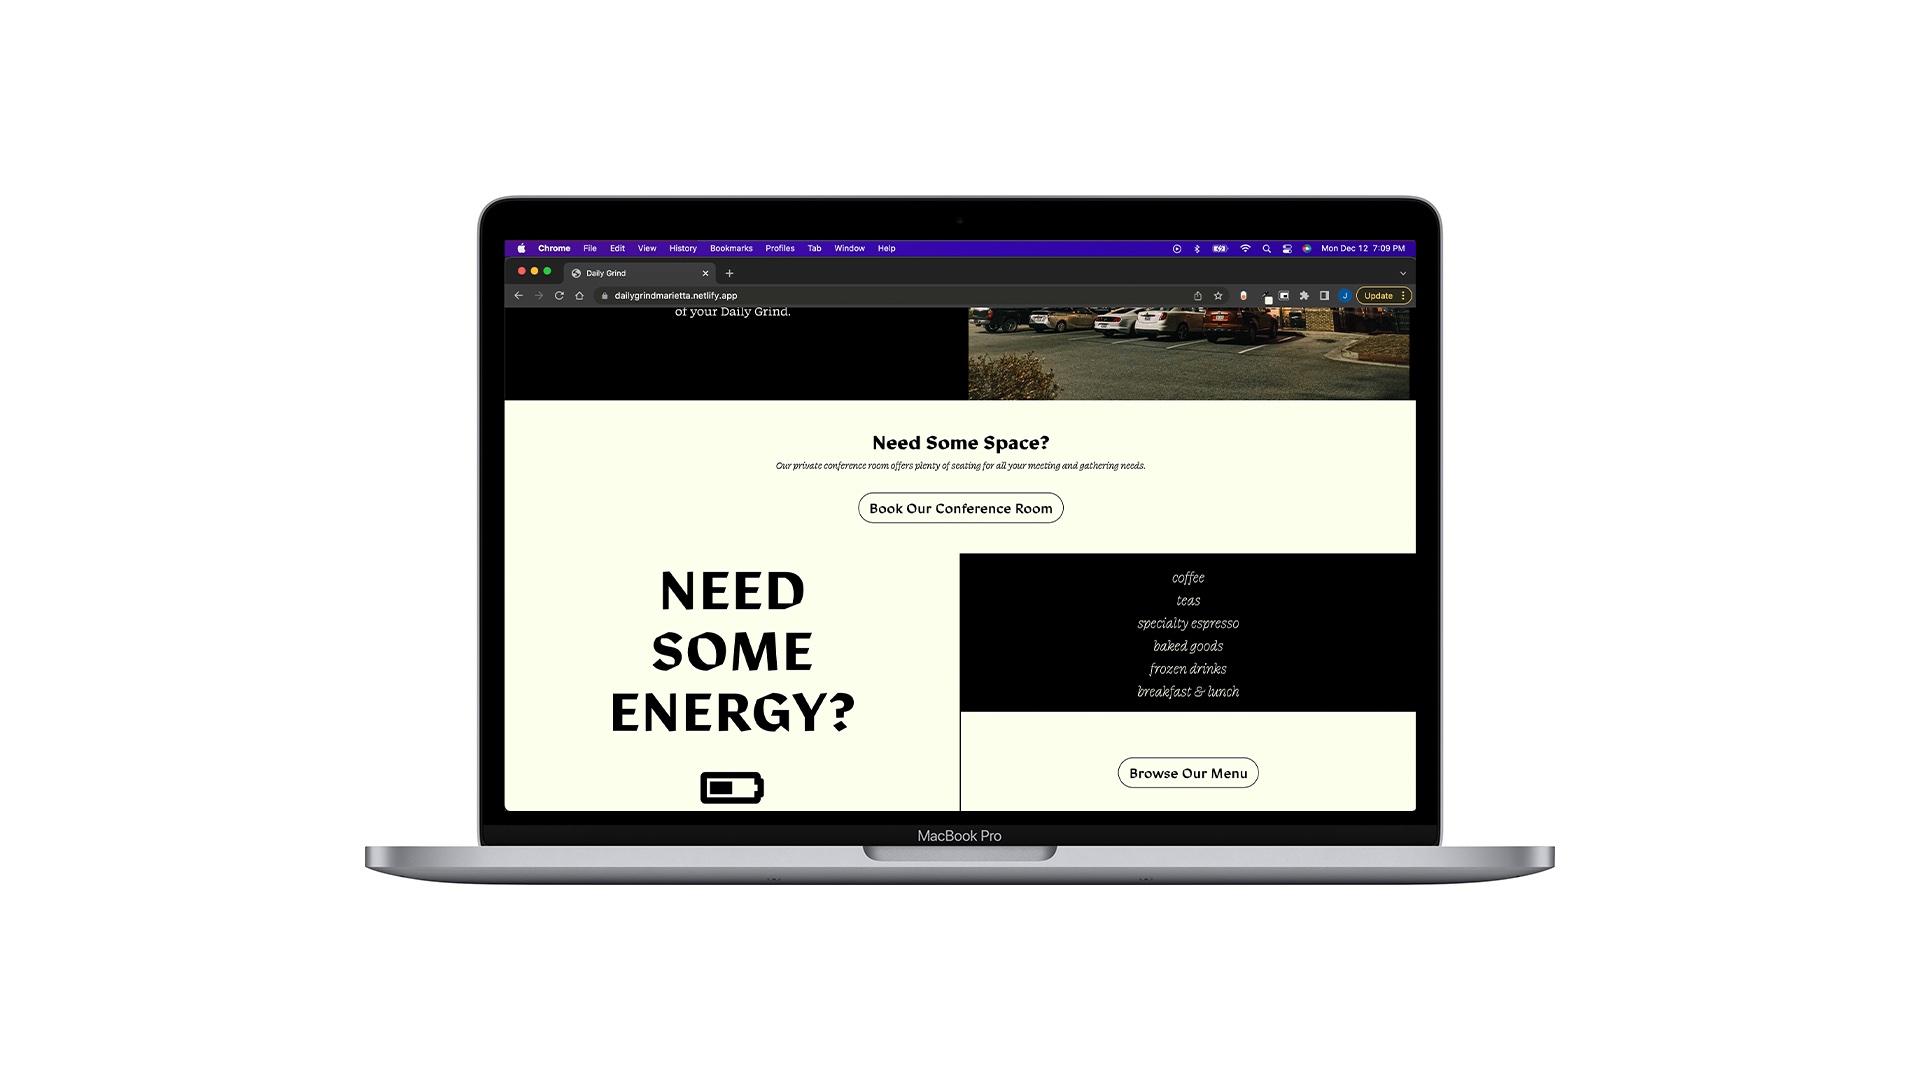 Chrome File Edit View History Bookmarks Profiles Tab Window Help Mon Dec 12 7:09 PM
Daily Grind
dailygrindmarietta.netlify.app J Update
of your Daily Grind.
Need Some Space?
Our private conference room offers plenty of seating for all your meeting and gathering needs.
Book Our Conference Room
NEED
SOME
ENERGY?
coffee
teas
specialty espresso
baked goods
frozen drinks
breakfast & lunch
Browse Our Menu
MacBook Pro